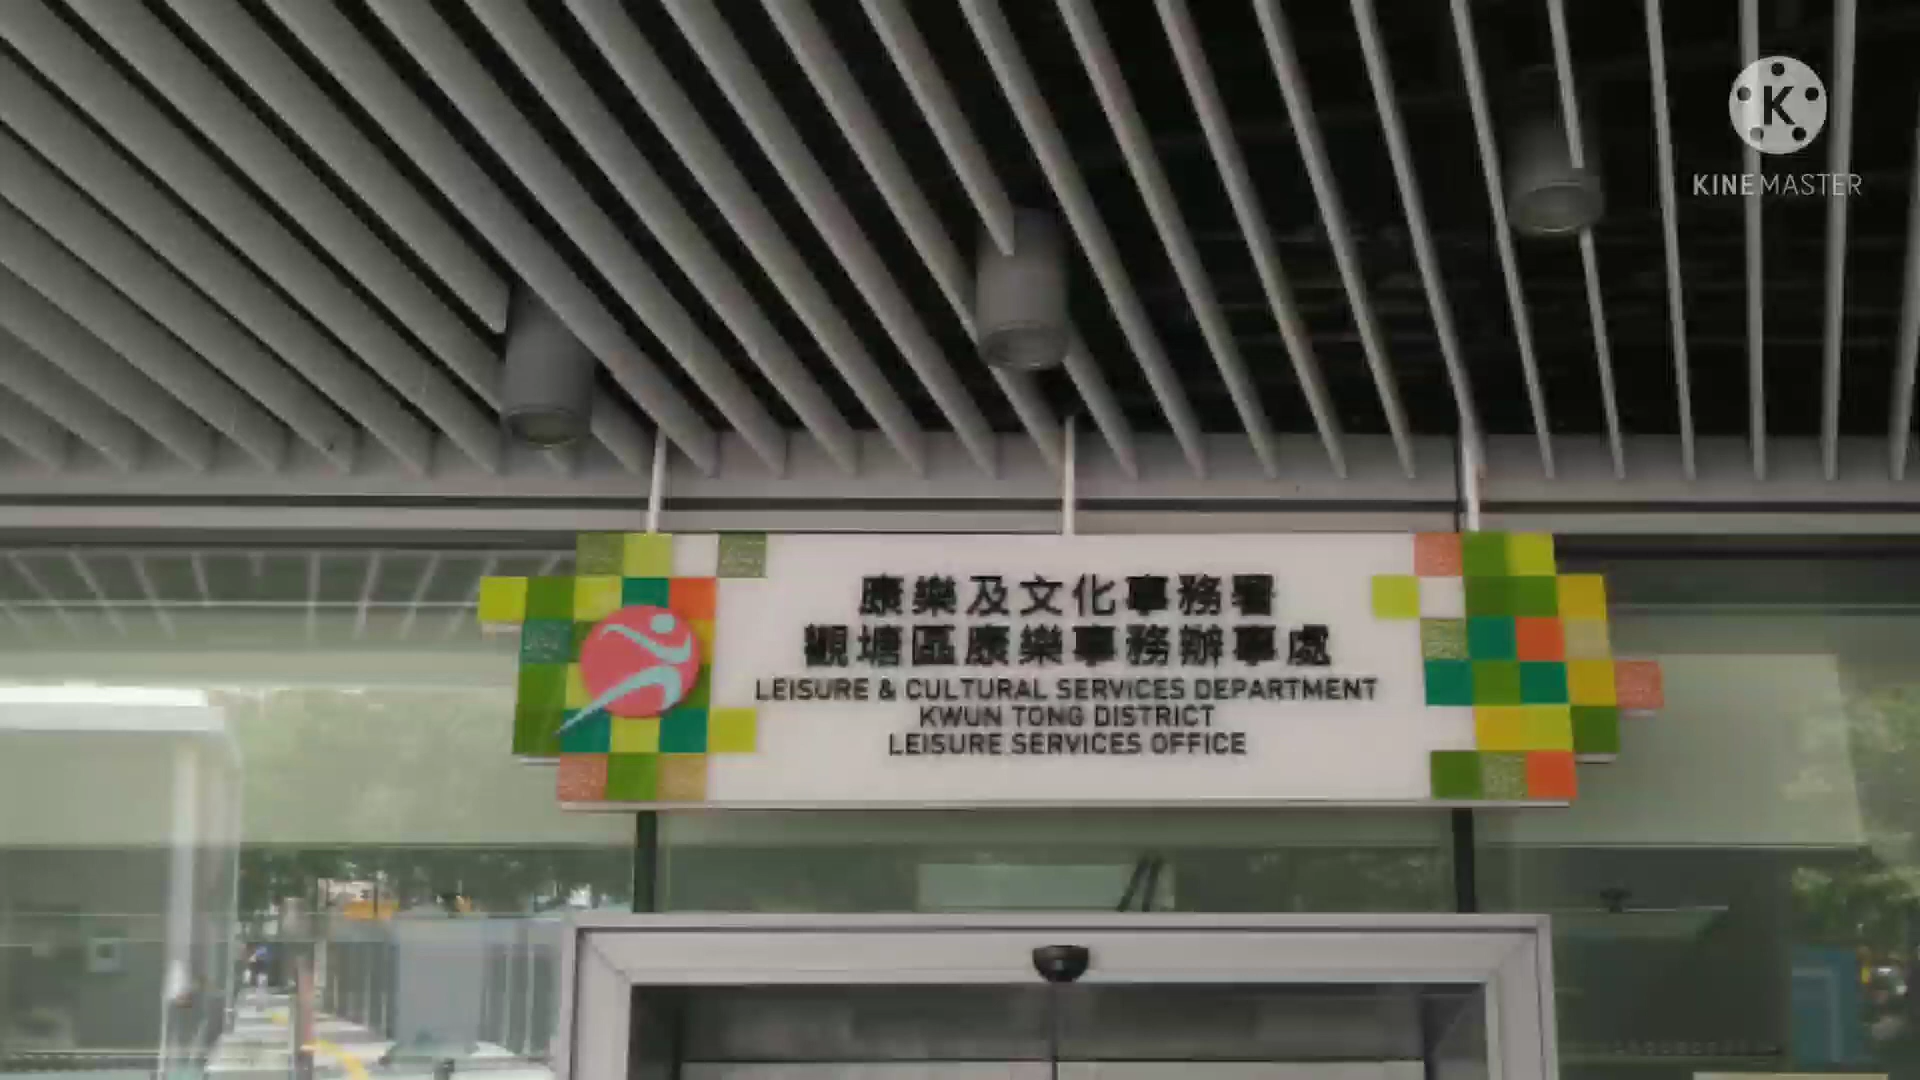 K
KINEMASTER
康樂及文化事務署
觀塘區康樂事務辦事處
LEISURE & CULTURAL SERVICES DEPARTMENT
KWUN TONG DISTRICT
LEISURE SERVICES OFFICE